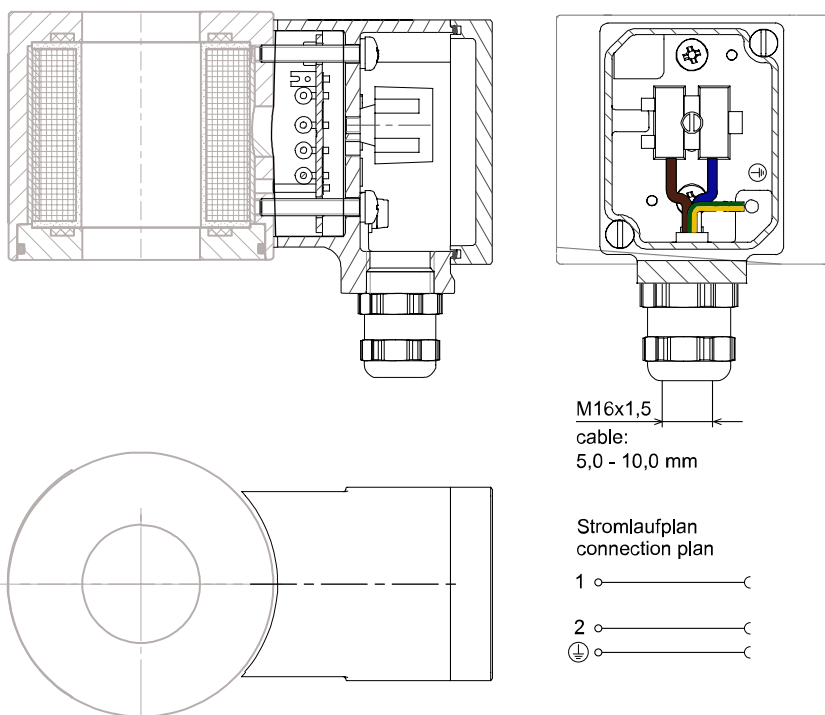 M16x1,5
cable:
5,0 - 10,0 mm
Stromlaufplan
connection plan
1
2